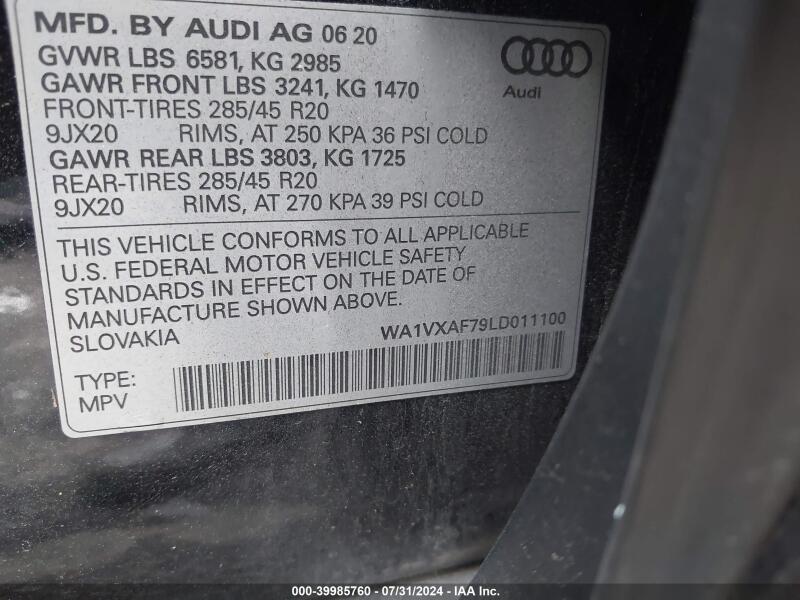 MFD. BY AUDI AG 06 20
GVWR LBS 6581, KG 2985
GAWR FRONT LBS 3241, KG 1470
FRONT-TIRES 285/45 R20
9JX20 RIMS, AT 250 KPA 36 PSI COLD
GAWR REAR LBS 3803, KG 1725
REAR-TIRES 285/45 R20
9JX20 RIMS, AT 270 KPA 39 PSI COLD
Audi
THIS VEHICLE CONFORMS TO ALL APPLICABLE
U.S. FEDERAL MOTOR VEHICLE SAFETY
STANDARDS IN EFFECT ON THE DATE OF
MANUFACTURE SHOWN ABOVE.
SLOVAKIA WA1VXAF79LD011100
TYPE:
MPV
000-39985760 - 07/31/2024 - IAA Inc.